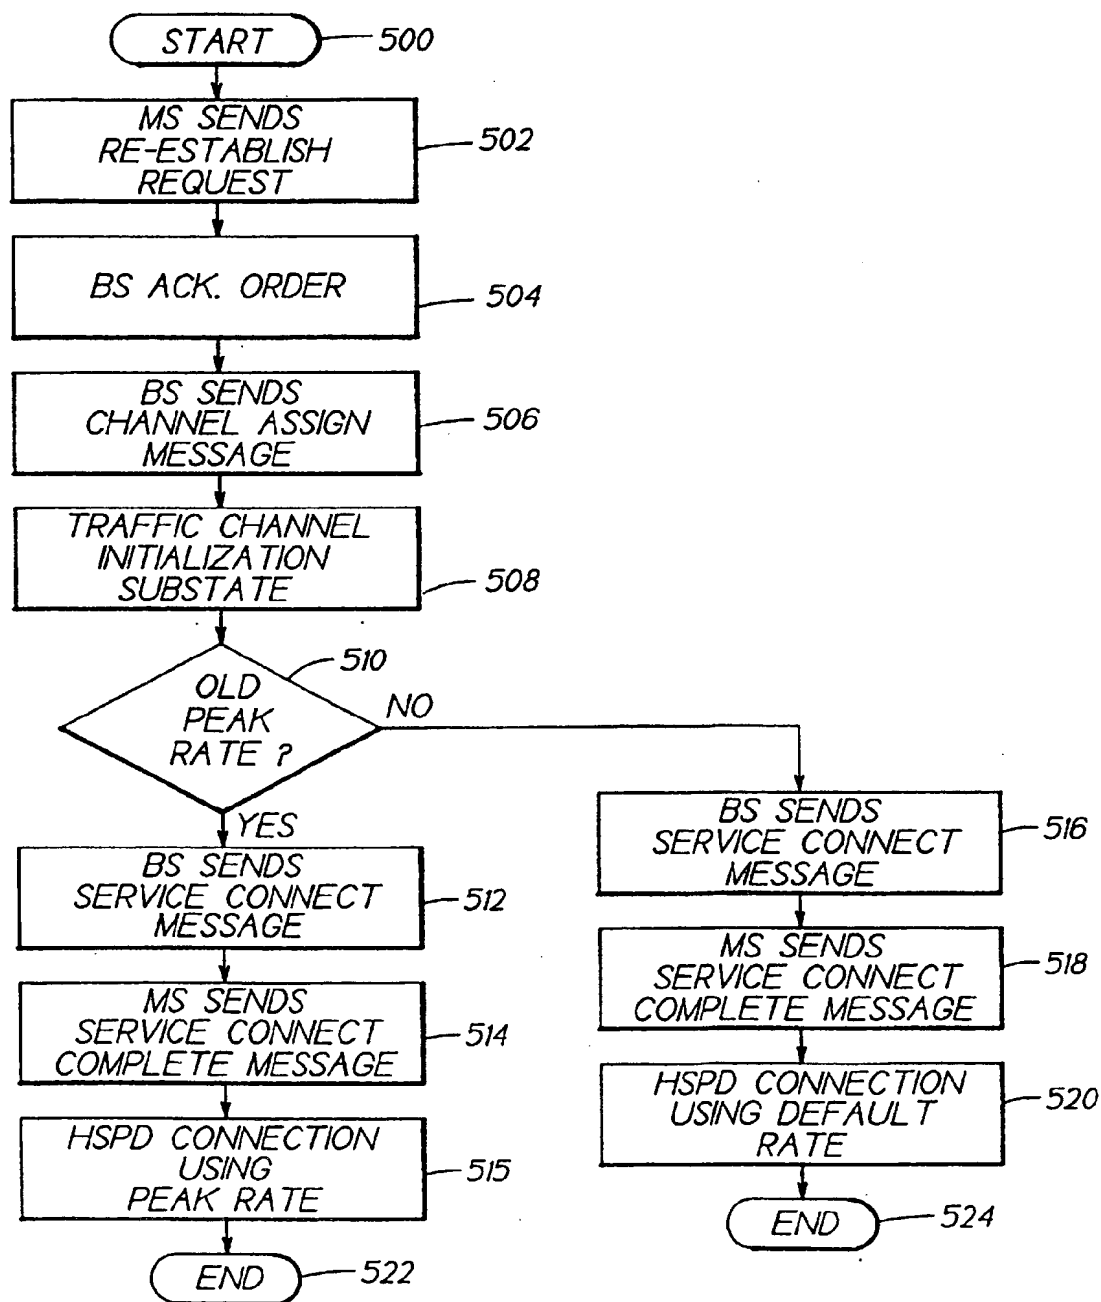 START
500
MS SENDS
RE-ESTABLISH
REQUEST
502
BS ACK. ORDER
504
BS SENDS
CHANNEL ASSIGN
MESSAGE
506
TRAFFIC CHANNEL
INITIALIZATION
SUBSTATE
508
510
OLD
PEAK
RATE ?
NO
YES
BS SENDS
SERVICE CONNECT
MESSAGE
512
MS SENDS
SERVICE CONNECT
COMPLETE MESSAGE
514
HSPD CONNECTION
USING
PEAK RATE
515
END
522
BS SENDS
SERVICE CONNECT
MESSAGE
516
MS SENDS
SERVICE CONNECT
COMPLETE MESSAGE
518
HSPD CONNECTION
USING DEFAULT
RATE
520
END
524